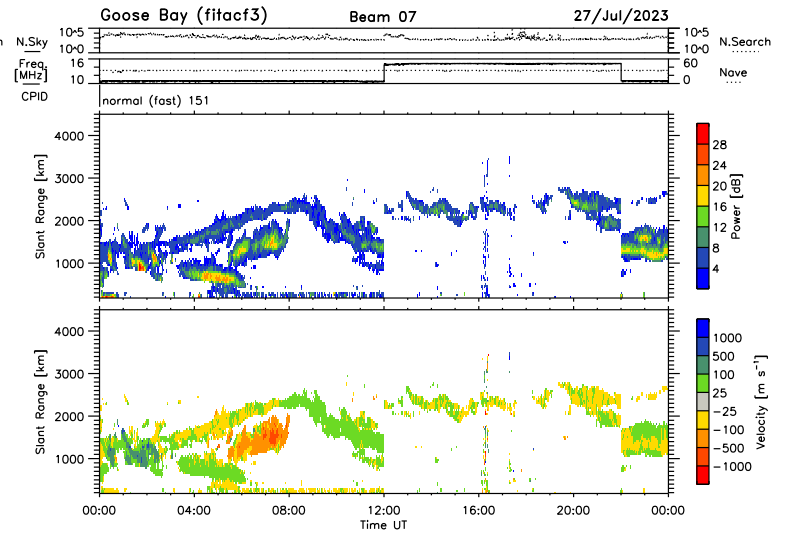 Goose Bay (fitacf3) Beam 07 27/Jul/2023
N.Sky 10^5 10^0 10^5 10^0 N.Search
Freq. [MHz] 16 10 60 0 Nave
CPID normal (fast) 151
Slant Range [km] 4000 3000 2000 1000
Power [dB] 28 24 20 16 12 8 4
Slant Range [km] 4000 3000 2000 1000
Velocity [m s⁻¹] 1000 500 100 25 −25 −100 −500 −1000
00:00 04:00 08:00 12:00 16:00 20:00 00:00
Time UT